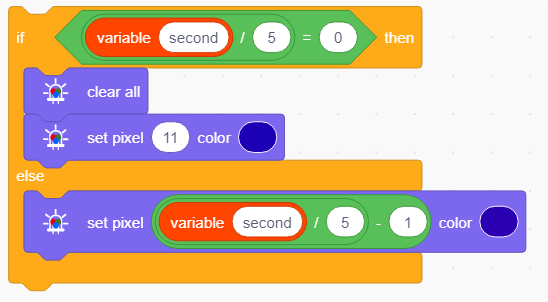 if variable second / 5 = 0 then
clear all
set pixel 11 color
else
set pixel variable second / 5 - 1 color